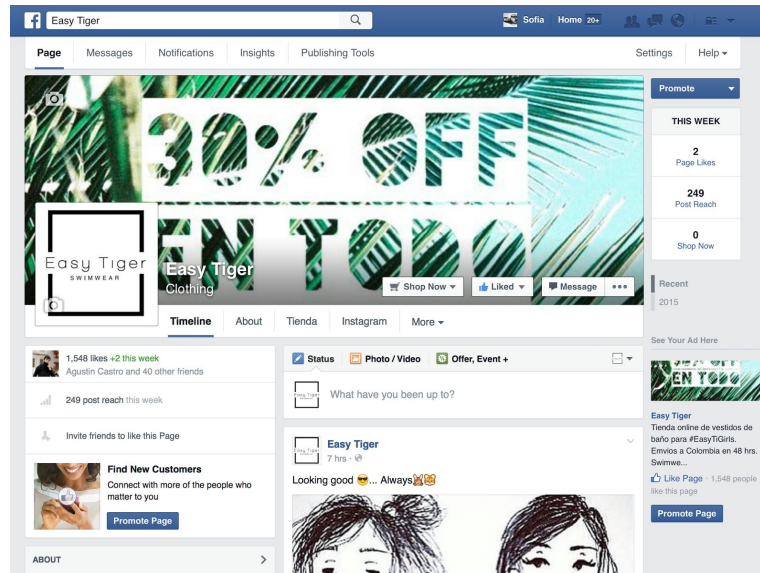 Easy Tiger
Sofia
Home 20+
Page
Messages
Notifications
Insights
Publishing Tools
Settings
Help
30% OFF
EN TODO
Easy Tiger
SWIMWEAR
Easy Tiger
Clothing
Shop Now
Liked
Message
Timeline
About
Tienda
Instagram
More
Promote
THIS WEEK
2
Page Likes
249
Post Reach
0
Shop Now
Recent
2015
1,548 likes +2 this week
Agustin Castro and 40 other friends
249 post reach this week
Invite friends to like this Page
Find New Customers
Connect with more of the people who
matter to you
Promote Page
ABOUT
Status
Photo / Video
Offer, Event +
What have you been up to?
Easy Tiger
7 hrs ·
Looking good 😎... Always🐯😼
See Your Ad Here
EN TODO
Easy Tiger
Tienda online de vestidos de
baño para #EasyTiGirls.
Envios a Colombia en 48 hrs.
Swimwe...
Like Page · 1,548 people
like this page
Promote Page